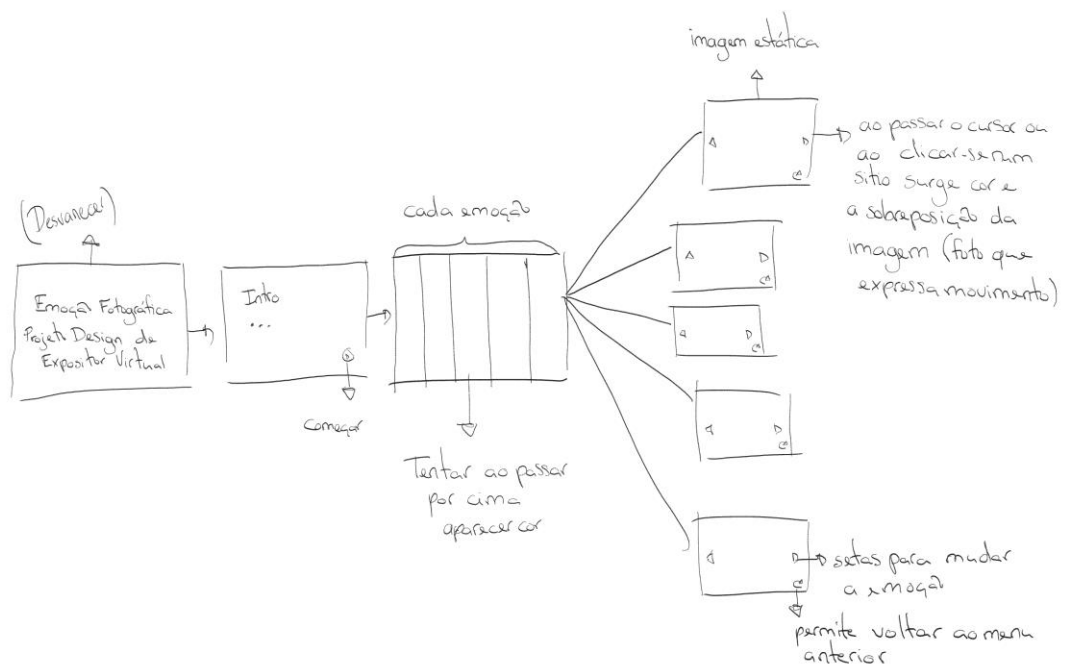 (Desvanecer)
Emoção Fotográfica
Projeto Design de
Expositor Virtual
Intro
...
Começar
cada emoção
Tentar ao passar
por cima
aparecer cor
imagem estática
ao passar o cursor ou
ao clicar-se num
sitio surge cor e
a sobreposição da
imagem (foto que
expressa movimento)
setas para mudar
a emoção
permite voltar ao menu
anterior